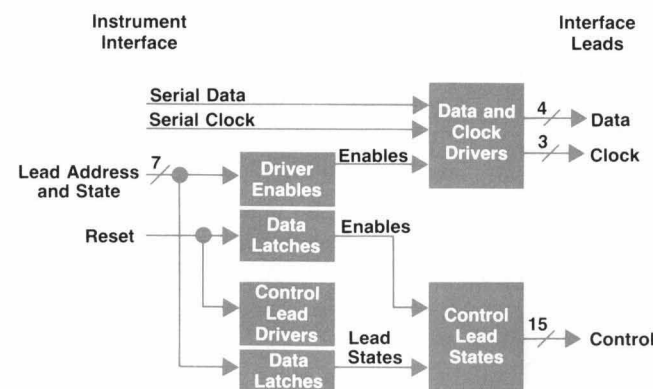 Instrument
Interface
Interface
Leads
Serial Data
Serial Clock
Data and
Clock
Drivers
4
Data
3
Clock
Lead Address
and State
7
Driver
Enables
Enables
Reset
Data
Latches
Enables
Control
Lead
Drivers
Control
Lead
States
15
Control
Lead
States
Data
Latches